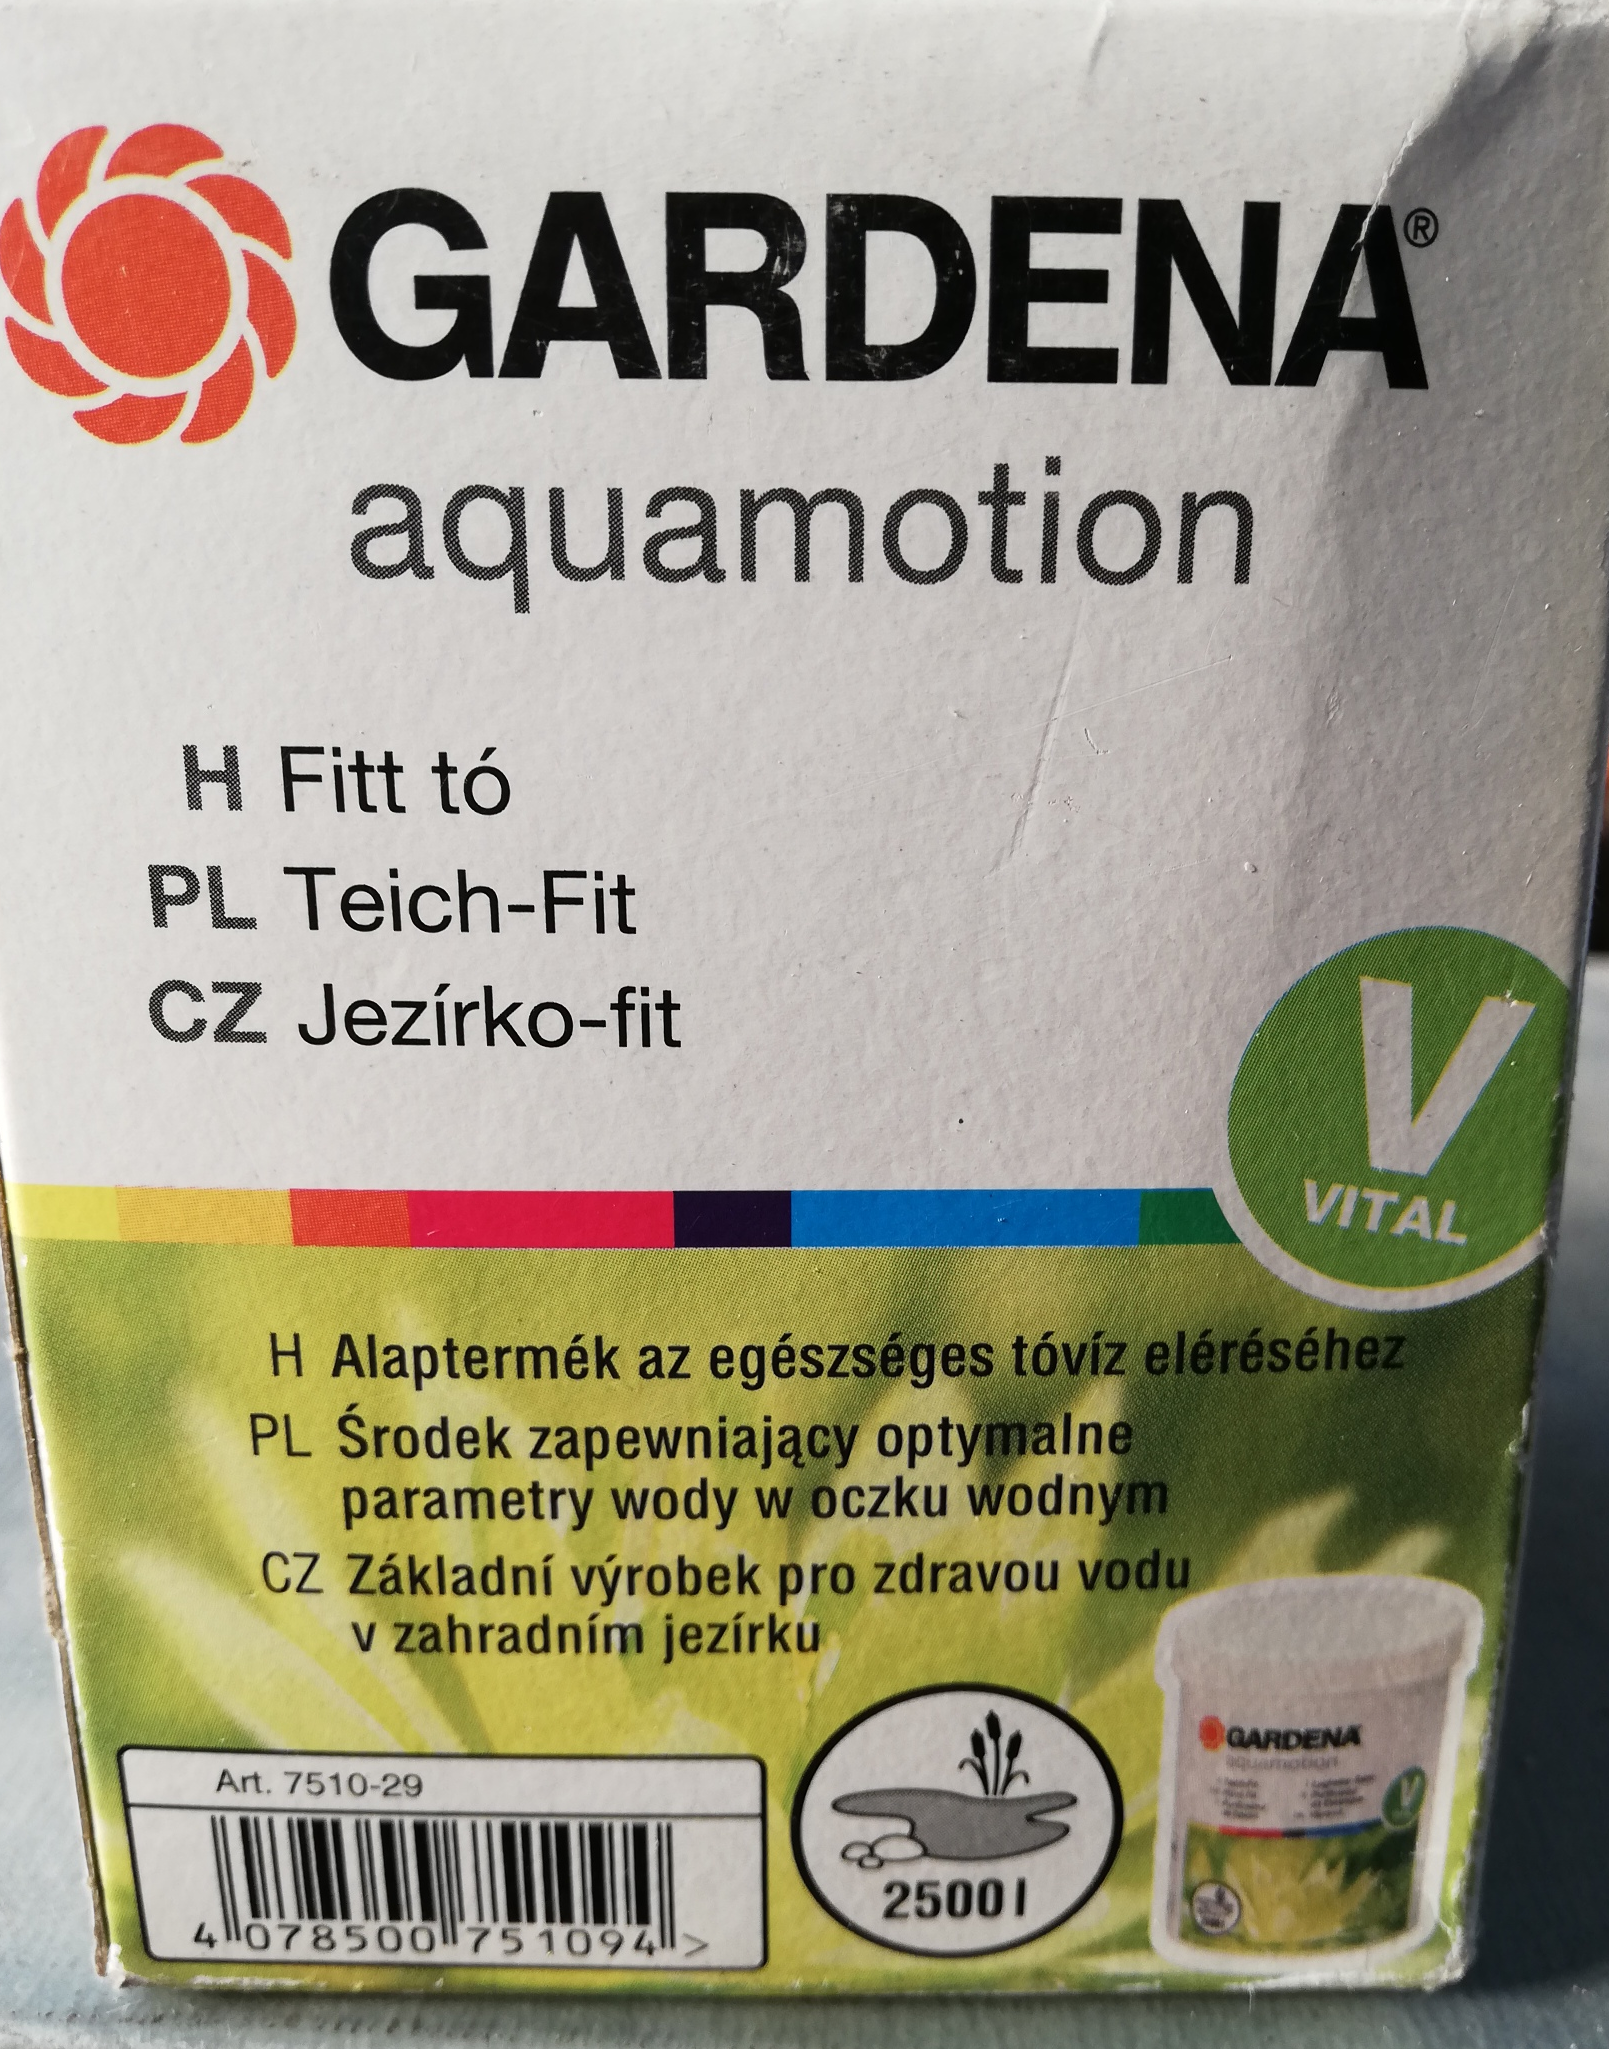 GARDENA®
aquamotion
H Fitt tó
PL Teich-Fit
CZ Jezírko-fit
V
VITAL
H Alaptermék az egészséges tóvíz eléréséhez
PL Środek zapewniający optymalne
parametry wody w oczku wodnym
CZ Základní výrobek pro zdravou vodu
v zahradním jezírku
Art. 7510-29
4 078500 751094 >
2500 l
GARDENA
aquamotion
V